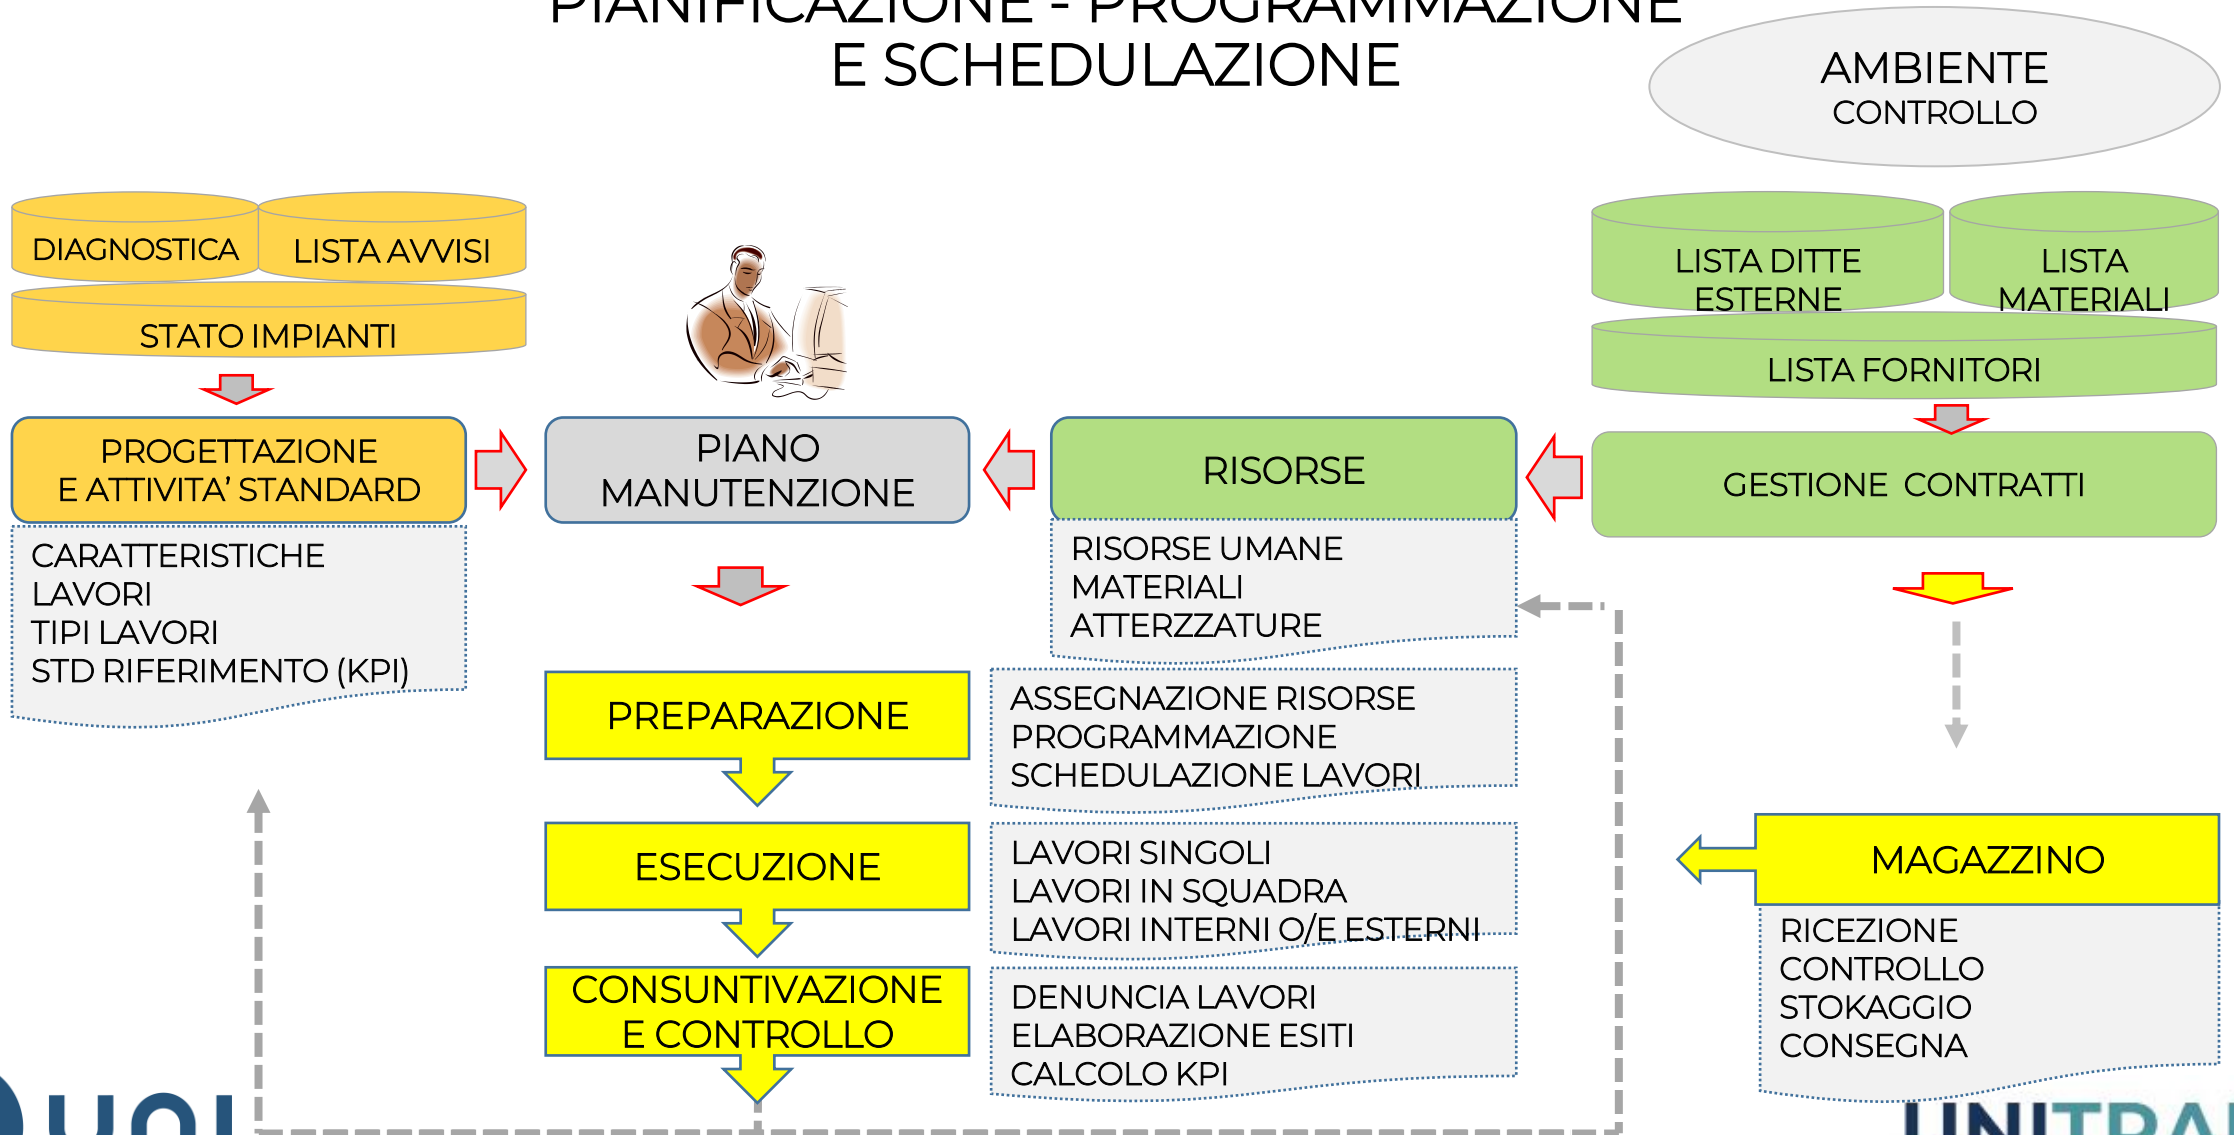 PIANIFICAZIONE - PROGRAMMAZIONE
E SCHEDULAZIONE
AMBIENTE
CONTROLLO
DIAGNOSTICA
LISTA AVVISI
STATO IMPIANTI
LISTA DITTE
ESTERNE
LISTA
MATERIALI
LISTA FORNITORI
PROGETTAZIONE
E ATTIVITA’ STANDARD
PIANO
MANUTENZIONE
RISORSE
GESTIONE CONTRATTI
CARATTERISTICHE
LAVORI
TIPI LAVORI
STD RIFERIMENTO (KPI)
RISORSE UMANE
MATERIALI
ATTERZZATURE
PREPARAZIONE
ASSEGNAZIONE RISORSE
PROGRAMMAZIONE
SCHEDULAZIONE LAVORI
ESECUZIONE
LAVORI SINGOLI
LAVORI IN SQUADRA
LAVORI INTERNI O/E ESTERNI
MAGAZZINO
RICEZIONE
CONTROLLO
STOKAGGIO
CONSEGNA
CONSUNTIVAZIONE
E CONTROLLO
DENUNCIA LAVORI
ELABORAZIONE ESITI
CALCOLO KPI